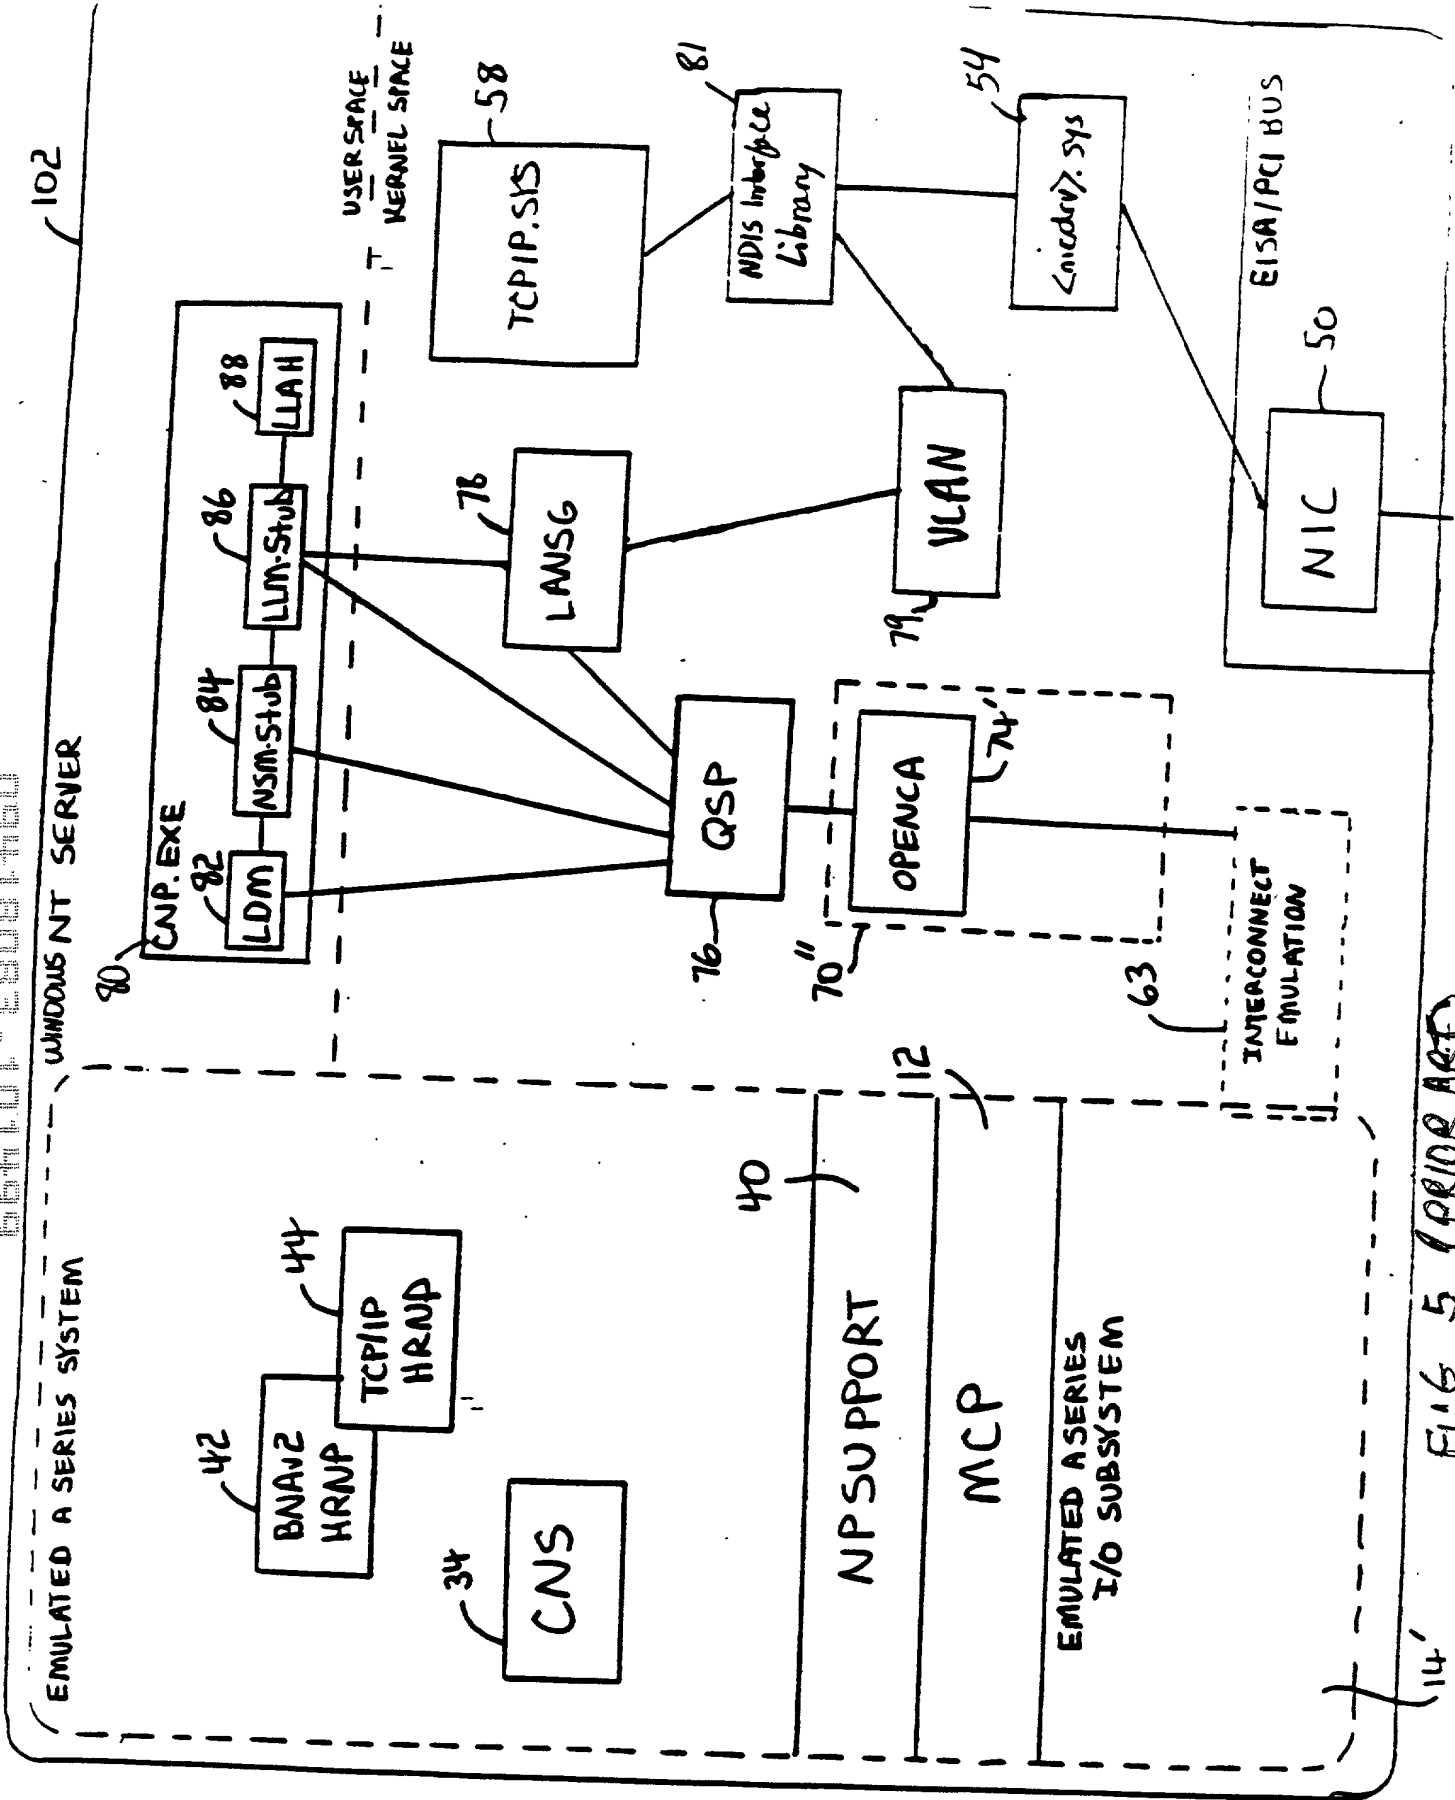 102
EMULATED A SERIES SYSTEM
WINDOWS NT SERVER
80
CNP.EXE
82
LDM
84
NSM-Stub
86
LLM-Stub
88
LLAH
USER SPACE
KERNEL SPACE
42
BNAv2
HRNP
44
TCP/IP
HRNP
34
CNS
78
LANSG
TCPIP.SYS
58
76
QSP
NDIS Interface
Library
81
40
NPSUPPORT
70"
OPENCA
74'
79
VLAN
<nicdrv>.sys
54
12
MCP
EMULATED A SERIES
I/O SUBSYSTEM
63
INTERCONNECT
EMULATION
EISA/PCI BUS
NIC
50
14'
FIG 5 (PRIOR ART)